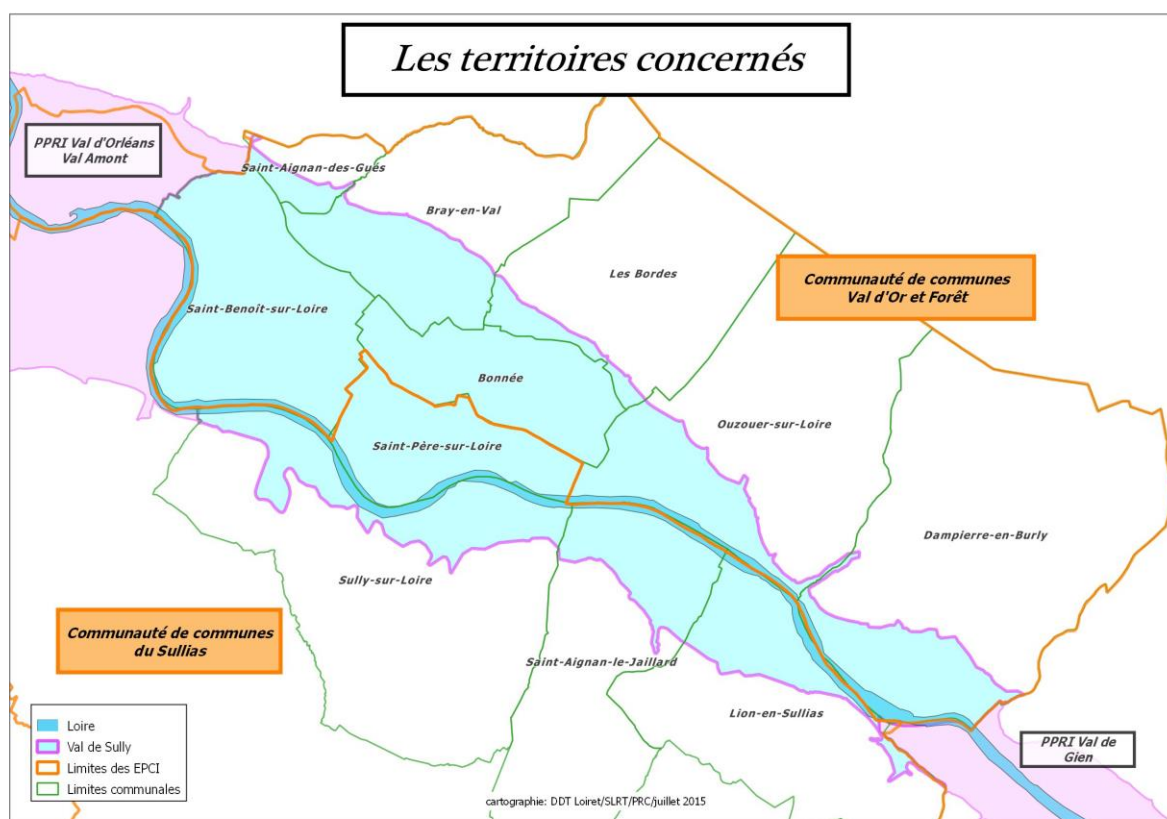 Les territoires concernés
PPRI Val d'Orléans
Val Amont
Saint-Aignan-des-Gués
Bray-en-Val
Les Bordes
Communauté de communes
Val d'Or et Forêt
Saint-Benoît-sur-Loire
Bonnée
Ouzouer-sur-Loire
Saint-Père-sur-Loire
Dampierre-en-Burly
Sully-sur-Loire
Communauté de communes
du Sullias
Saint-Aignan-le-Jaillard
Lion-en-Sullias
PPRI Val de
Gien
Loire
Val de Sully
Limites des EPCI
Limites communales
cartographie: DDT Loiret/SLRT/PRC/juillet 2015